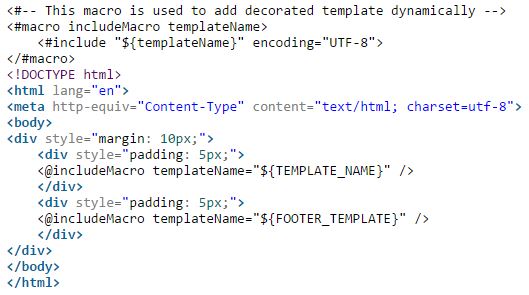 <#-- This macro is used to add decorated template dynamically -->
<#macro includeMacro templateName>
    <#include "${templateName}" encoding="UTF-8">
</#macro>
<!DOCTYPE html>
<html lang="en">
<meta http-equiv="Content-Type" content="text/html; charset=utf-8">
<body>
<div style="margin: 10px;">
    <div style="padding: 5px;">
    <@includeMacro templateName="${TEMPLATE_NAME}" />
    </div>
    <div style="padding: 5px;">
    <@includeMacro templateName="${FOOTER_TEMPLATE}" />
    </div>
</div>
</body>
</html>